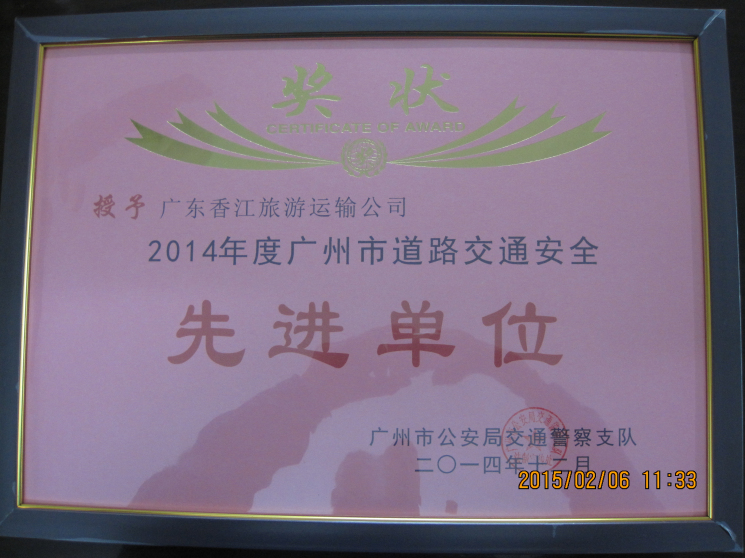 奖状
CERTIFICATE OF AWARD
授予 广东香江旅游运输公司
2014年度广州市道路交通安全
先进单位
广州市公安局交通警察支队
二〇一四年十二月
2015/02/06 11:33